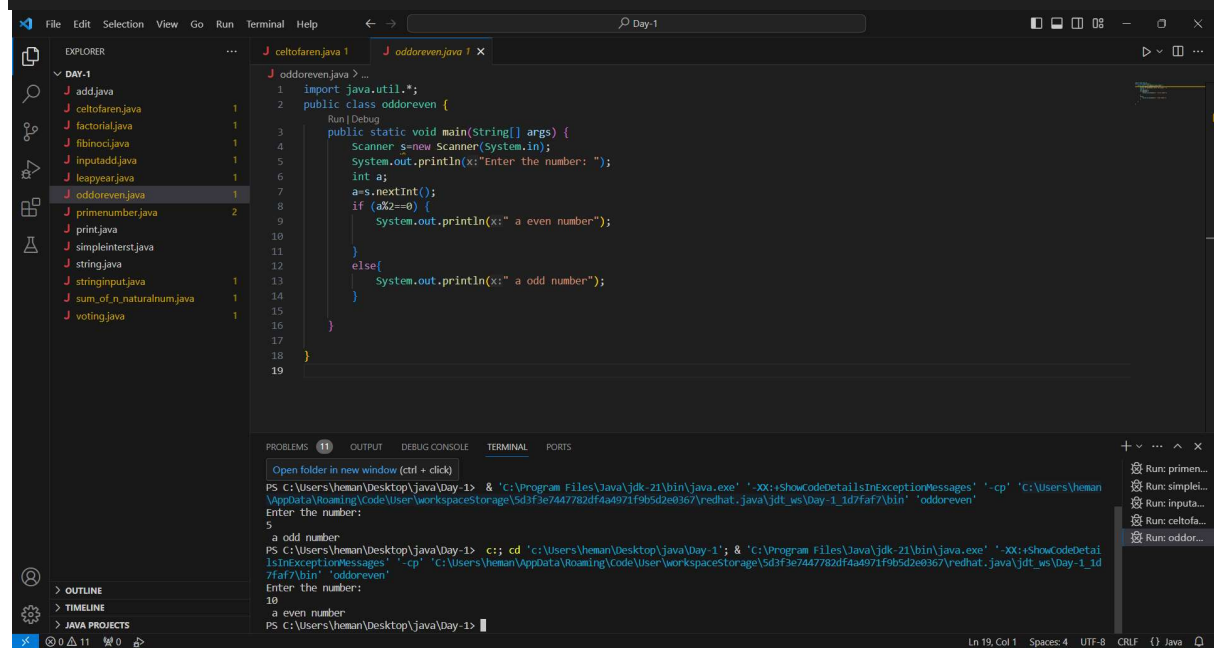 File Edit Selection View Go Run Terminal Help
Day-1
EXPLORER
DAY-1
add.java
celtofaren.java 1
factorial.java 1
fibinoci.java 1
inputadd.java 1
leapyear.java 1
oddoreven.java 1
primenumber.java 2
print.java
simpleinterst.java
string.java
stringinput.java 1
sum_of_n_naturalnum.java 1
voting.java 1
OUTLINE
TIMELINE
JAVA PROJECTS
celtofaren.java 1 oddoreven.java 1
oddoreven.java > ...
1 import java.util.*;
2 public class oddoreven {
Run | Debug
3 public static void main(String[] args) {
4 Scanner s=new Scanner(System.in);
5 System.out.println(x:"Enter the number: ");
6 int a;
7 a=s.nextInt();
8 if (a%2==0) {
9 System.out.println(x:" a even number");
10
11 }
12 else{
13 System.out.println(x:" a odd number");
14 }
15
16 }
17
18 }
19
PROBLEMS 11 OUTPUT DEBUG CONSOLE TERMINAL PORTS
Open folder in new window (ctrl + click)
PS C:\Users\heman\Desktop\java\Day-1> & 'C:\Program Files\Java\jdk-21\bin\java.exe' '-XX:+ShowCodeDetailsInExceptionMessages' '-cp' 'C:\Users\heman
\AppData\Roaming\Code\User\workspaceStorage\5d3f3e7447782df4a4971f9b5d2e0367\redhat.java\jdt_ws\Day-1_1d7faf7\bin' 'oddoreven'
Enter the number:
5
a odd number
PS C:\Users\heman\Desktop\java\Day-1> c:; cd 'c:\Users\heman\Desktop\java\Day-1'; & 'C:\Program Files\Java\jdk-21\bin\java.exe' '-XX:+ShowCodeDetai
lsInExceptionMessages' '-cp' 'C:\Users\heman\AppData\Roaming\Code\User\workspaceStorage\5d3f3e7447782df4a4971f9b5d2e0367\redhat.java\jdt_ws\Day-1_1d
7faf7\bin' 'oddoreven'
Enter the number:
10
a even number
PS C:\Users\heman\Desktop\java\Day-1>
Run: primen...
Run: simplei...
Run: inputa...
Run: celtofa...
Run: oddor...
0 11 0
Ln 19, Col 1 Spaces: 4 UTF-8 CRLF {} Java